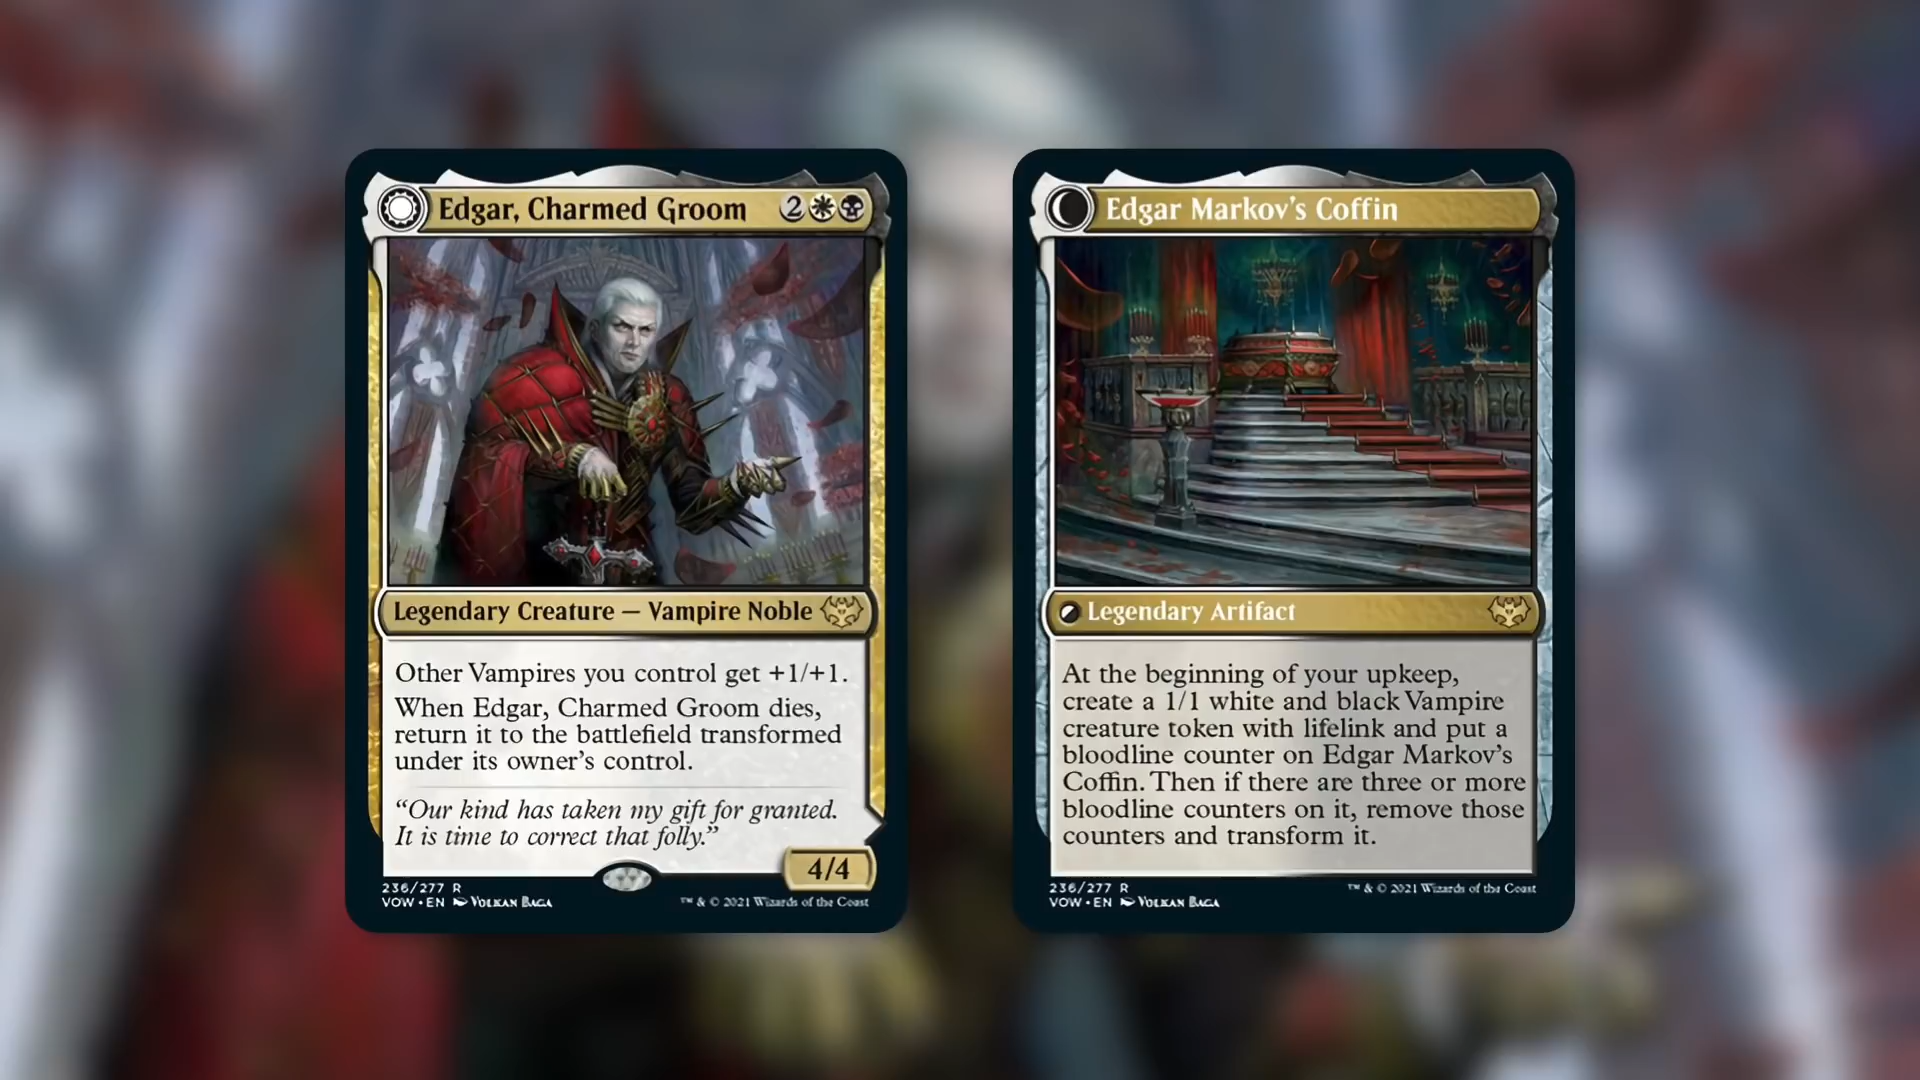 Edgar, Charmed Groom 2
Legendary Creature — Vampire Noble
Other Vampires you control get +1/+1.
When Edgar, Charmed Groom dies,
return it to the battlefield transformed
under its owner's control.
“Our kind has taken my gift for granted.
It is time to correct that folly.”
4/4
236/277 R
VOW • EN Volkan Baga
™ & © 2021 Wizards of the Coast
Edgar Markov's Coffin
Legendary Artifact
At the beginning of your upkeep,
create a 1/1 white and black Vampire
creature token with lifelink and put a
bloodline counter on Edgar Markov's
Coffin. Then if there are three or more
bloodline counters on it, remove those
counters and transform it.
236/277 R
VOW • EN Volkan Baga
™ & © 2021 Wizards of the Coast